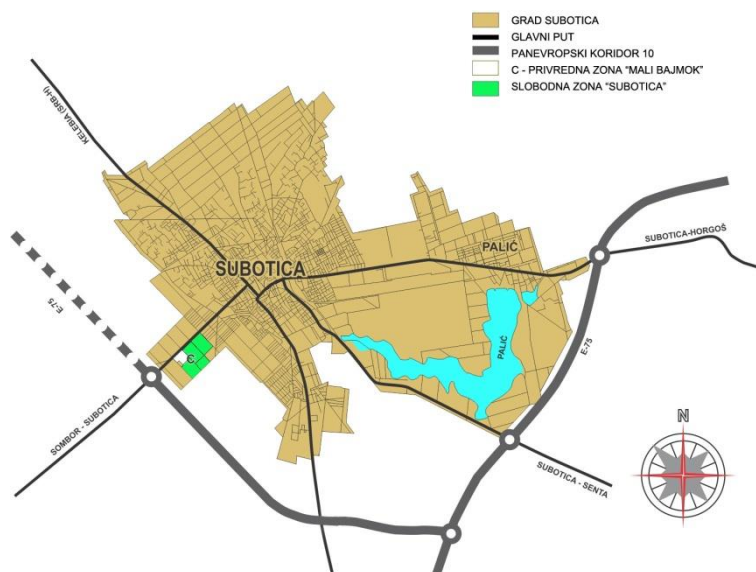 GRAD SUBOTICA
GLAVNI PUT
PANEVROPSKI KORIDOR 10
C - PRIVREDNA ZONA "MALI BAJMOK"
SLOBODNA ZONA "SUBOTICA"
KELEBIA (SRB-H)
SUBOTICA-HORGOŠ
PALIĆ
SUBOTICA
E-75
PALIĆ
E-75
C
SOMBOR - SUBOTICA
SUBOTICA - SENTA
N